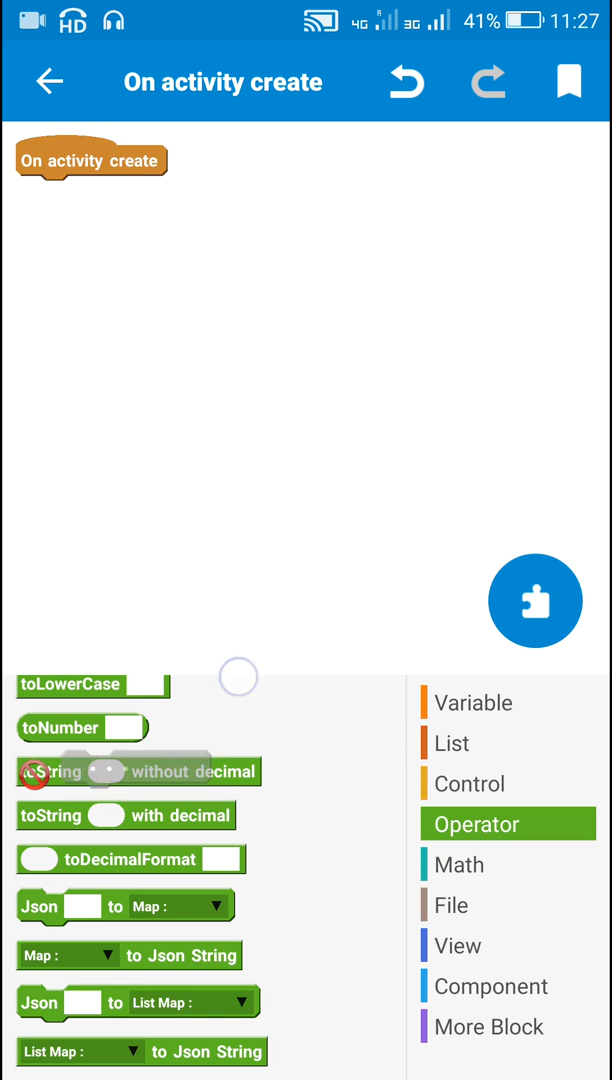 HD 4G R 3G 41% 11:27
On activity create
On activity create
toLowerCase
toNumber
toString without decimal
toString with decimal
toDecimalFormat
Json to Map : ▼
Map : ▼ to Json String
Json to List Map : ▼
List Map : ▼ to Json String
Variable
List
Control
Operator
Math
File
View
Component
More Block